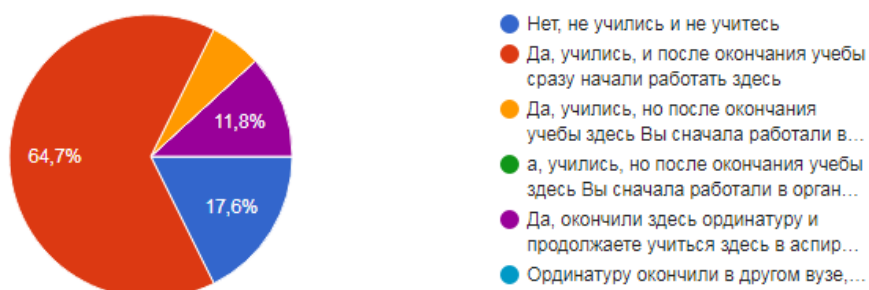 64,7%
11,8%
17,6%
Нет, не учились и не учитесь
Да, учились, и после окончания учебы
сразу начали работать здесь
Да, учились, но после окончания
учебы здесь Вы сначала работали в…
а, учились, но после окончания учебы
здесь Вы сначала работали в орган…
Да, окончили здесь ординатуру и
продолжаете учиться здесь в аспир…
Ординатуру окончили в другом вузе,…